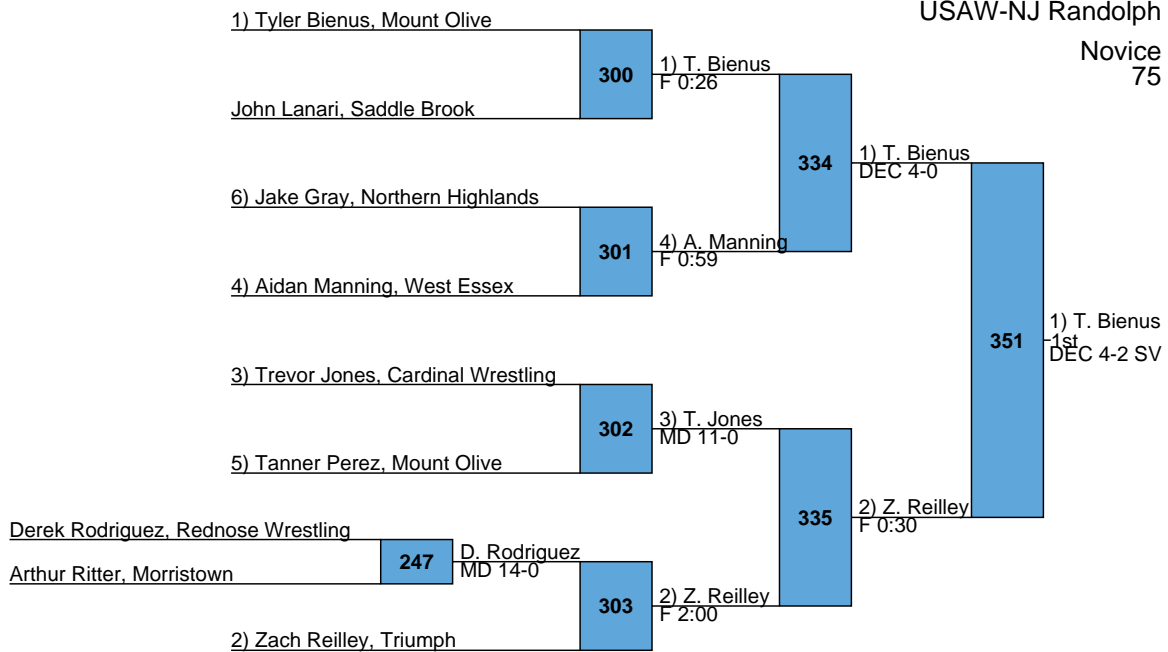 USAW-NJ Randolph
Novice
75
1) Tyler Bienus, Mount Olive
300
1) T. Bienus
F 0:26
John Lanari, Saddle Brook
334
1) T. Bienus
DEC 4-0
6) Jake Gray, Northern Highlands
301
4) A. Manning
F 0:59
4) Aidan Manning, West Essex
351
1) T. Bienus
1st
DEC 4-2 SV
3) Trevor Jones, Cardinal Wrestling
302
3) T. Jones
MD 11-0
5) Tanner Perez, Mount Olive
335
2) Z. Reilley
F 0:30
Derek Rodriguez, Rednose Wrestling
247
D. Rodriguez
MD 14-0
Arthur Ritter, Morristown
303
2) Z. Reilley
F 2:00
2) Zach Reilley, Triumph